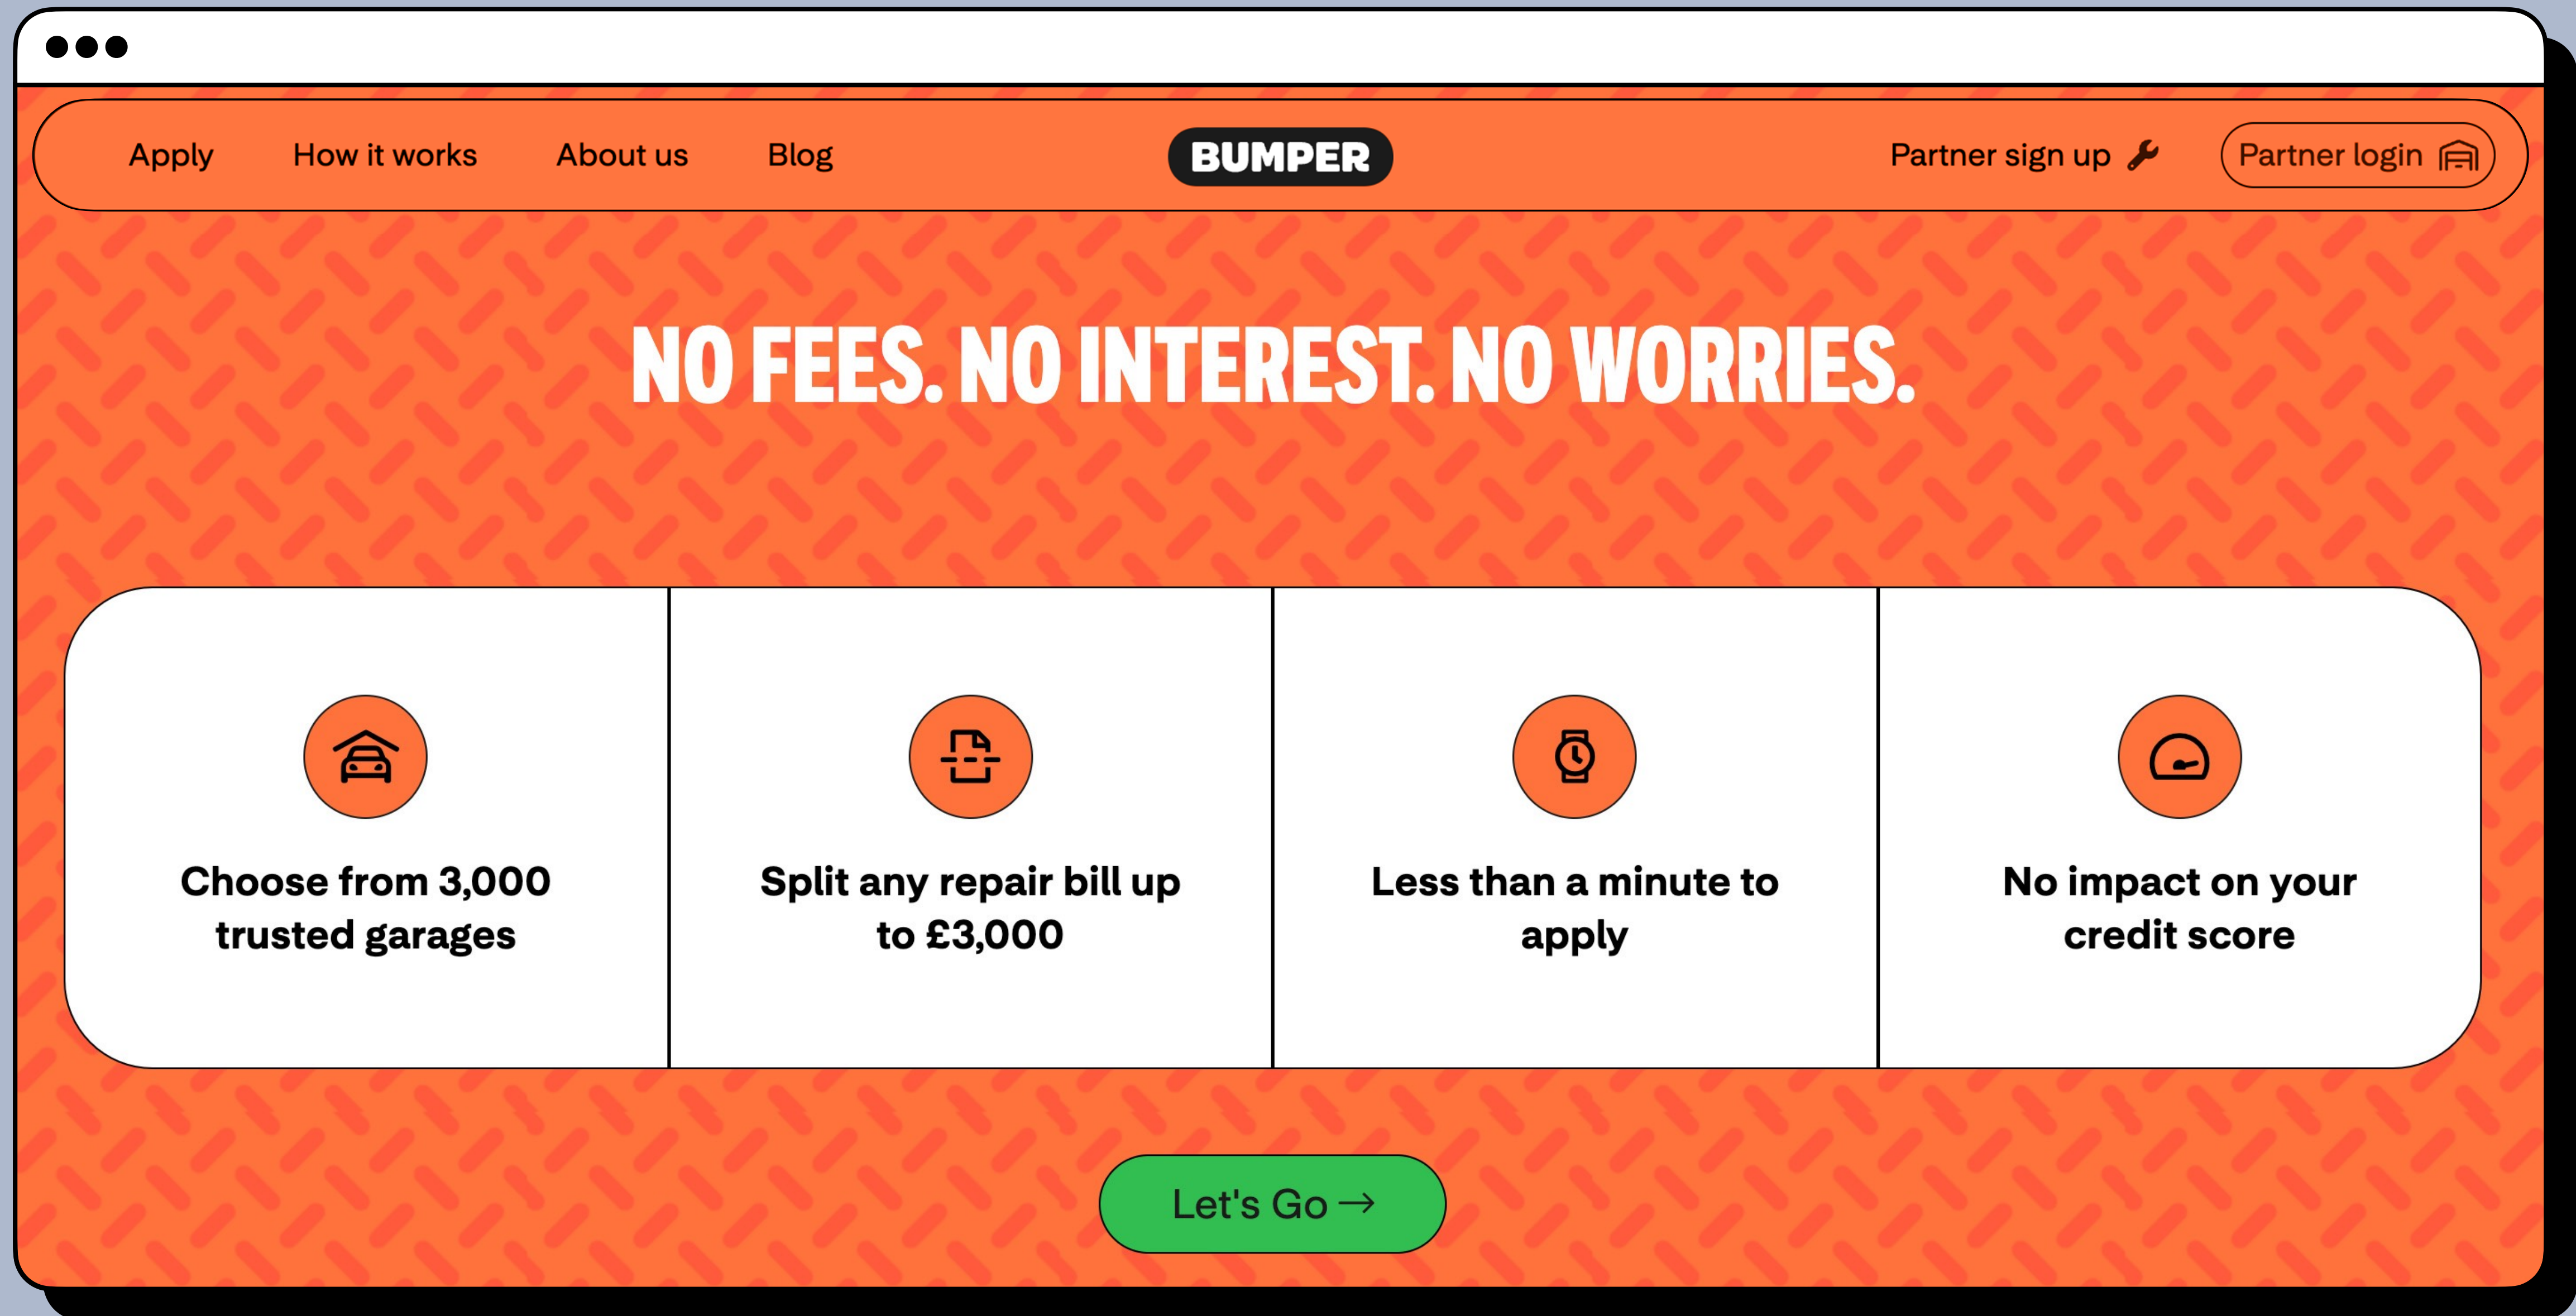 Apply
How it works
About us
Blog
BUMPER
Partner sign up
Partner login
NO FEES. NO INTEREST. NO WORRIES.
Choose from 3,000
trusted garages
Split any repair bill up
to £3,000
Less than a minute to
apply
No impact on your
credit score
Let's Go →